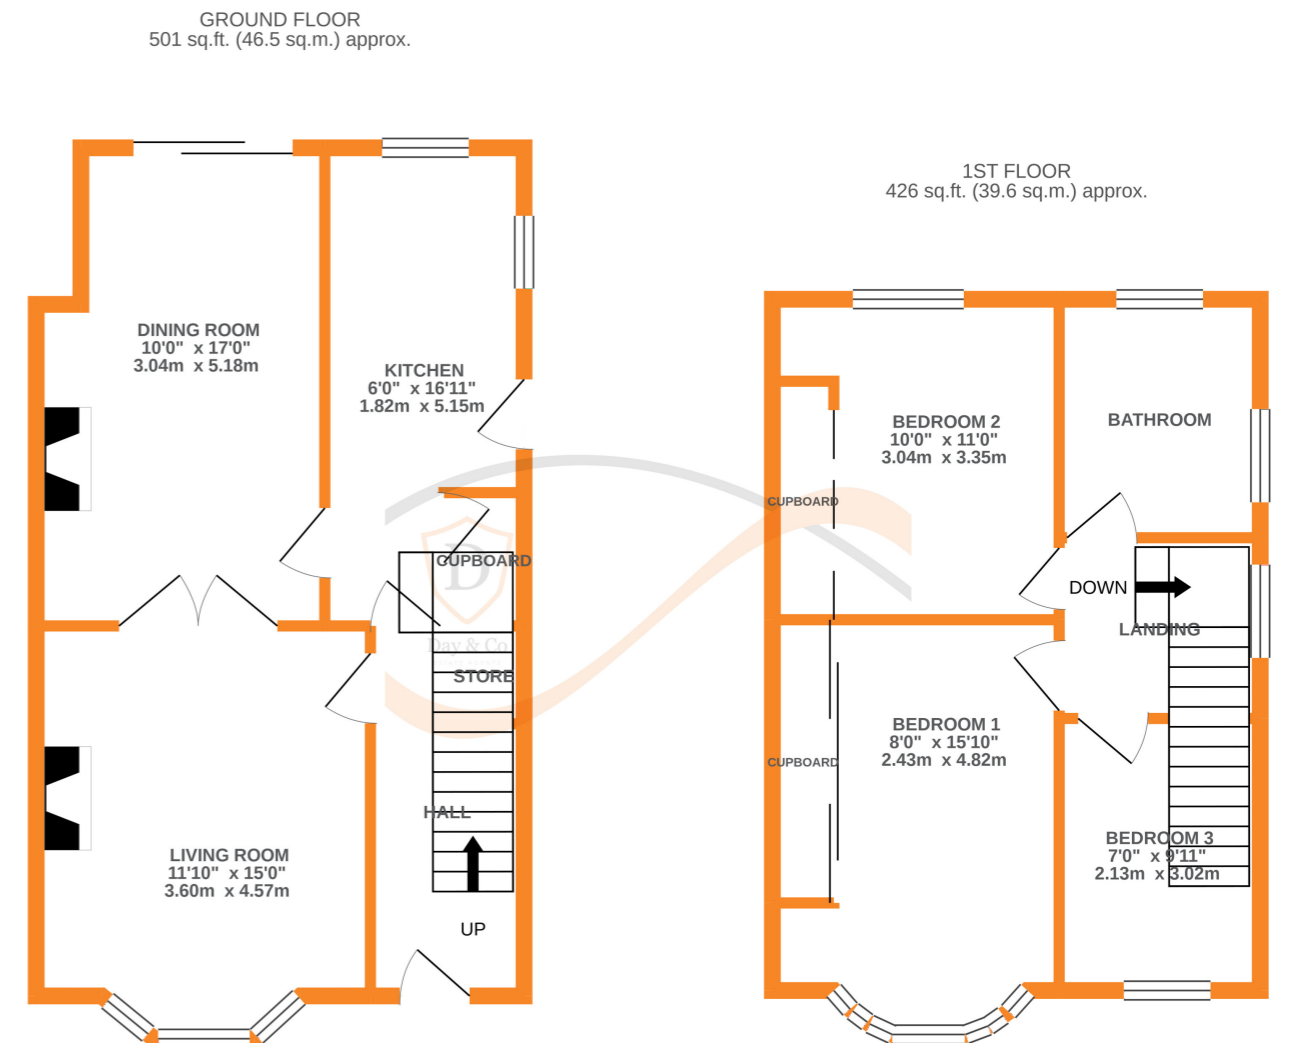 GROUND FLOOR
501 sq.ft. (46.5 sq.m.) approx.
1ST FLOOR
426 sq.ft. (39.6 sq.m.) approx.
DINING ROOM
10'0" x 17'0"
3.04m x 5.18m
KITCHEN
6'0" x 16'11"
1.82m x 5.15m
CUPBOARD
D
Day & Co
STORE
HALL
UP
LIVING ROOM
11'10" x 15'0"
3.60m x 4.57m
BEDROOM 2
10'0" x 11'0"
3.04m x 3.35m
BATHROOM
CUPBOARD
DOWN
LANDING
BEDROOM 1
8'0" x 15'10"
2.43m x 4.82m
CUPBOARD
BEDROOM 3
7'0" x 9'11"
2.13m x 3.02m